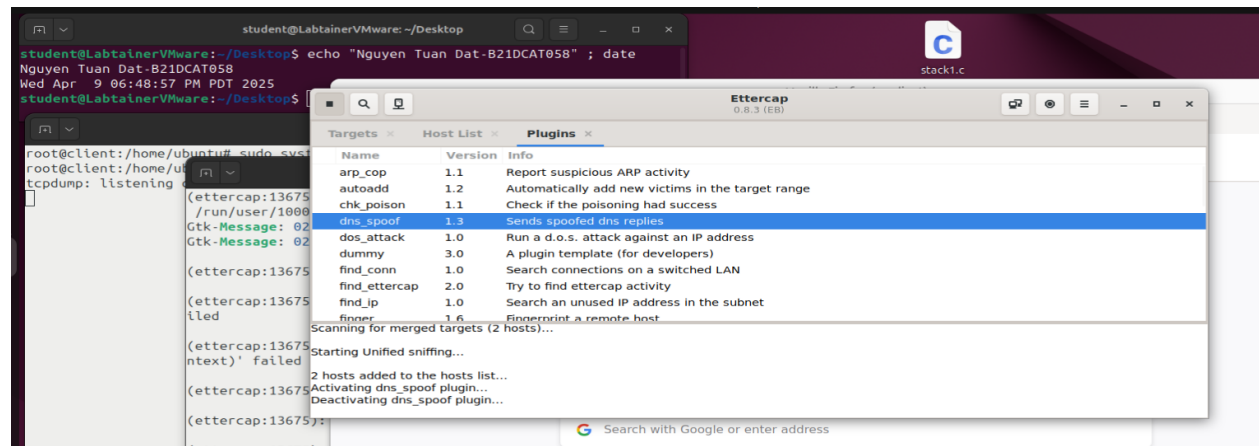 student@LabtainerVMware: ~/Desktop
student@LabtainerVMware:~/Desktop$ echo "Nguyen Tuan Dat-B21DCAT058" ; date
Nguyen Tuan Dat-B21DCAT058
Wed Apr  9 06:48:57 PM PDT 2025
student@LabtainerVMware:~/Desktop$
stack1.c
root@client:/home/ubuntu# sudo syst
root@client:/home/ub
tcpdump: listening
(ettercap:13675
/run/user/1000
Gtk-Message: 02
Gtk-Message: 02
(ettercap:13675
(ettercap:13675
iled
(ettercap:13675
ntext)' failed
(ettercap:13675
(ettercap:13675):
Ettercap
0.8.3 (EB)
Targets × Host List × Plugins ×
Name Version Info
arp_cop 1.1 Report suspicious ARP activity
autoadd 1.2 Automatically add new victims in the target range
chk_poison 1.1 Check if the poisoning had success
dns_spoof 1.3 Sends spoofed dns replies
dos_attack 1.0 Run a d.o.s. attack against an IP address
dummy 3.0 A plugin template (for developers)
find_conn 1.0 Search connections on a switched LAN
find_ettercap 2.0 Try to find ettercap activity
find_ip 1.0 Search an unused IP address in the subnet
finger 1.6 Fingerprint a remote host
Scanning for merged targets (2 hosts)...
Starting Unified sniffing...
2 hosts added to the hosts list...
Activating dns_spoof plugin...
Deactivating dns_spoof plugin...
Search with Google or enter address